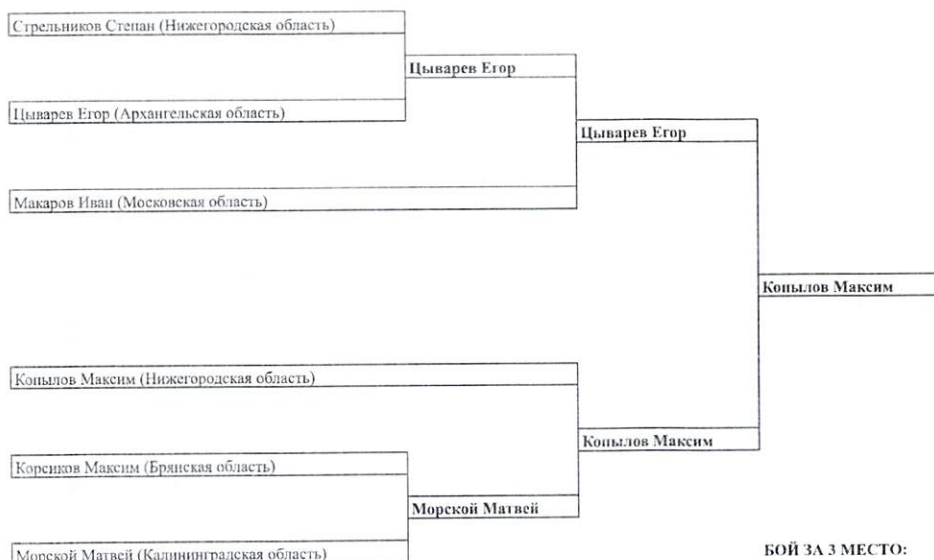 Стрельников Степан (Нижегородская область)
Цыварев Егор
Цыварев Егор (Архангельская область)
Цыварев Егор
Макаров Иван (Московская область)
Копылов Максим
Копылов Максим (Нижегородская область)
Копылов Максим
Корсиков Максим (Брянская область)
Морской Матвей
Морской Матвей (Калининградская область)
БОЙ ЗА 3 МЕСТО: